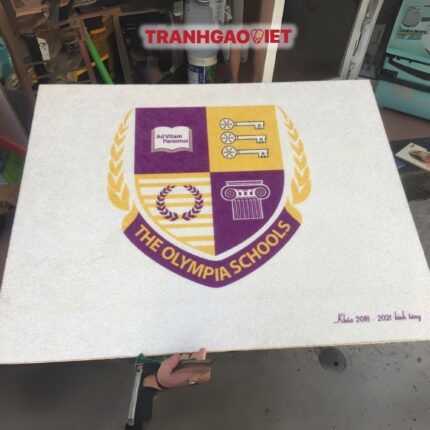 TRANHGAOVIET
Ad Vitam
Paramus
THE OLYMPIA SCHOOLS
Khóa 2018 - 2021 kính tặng